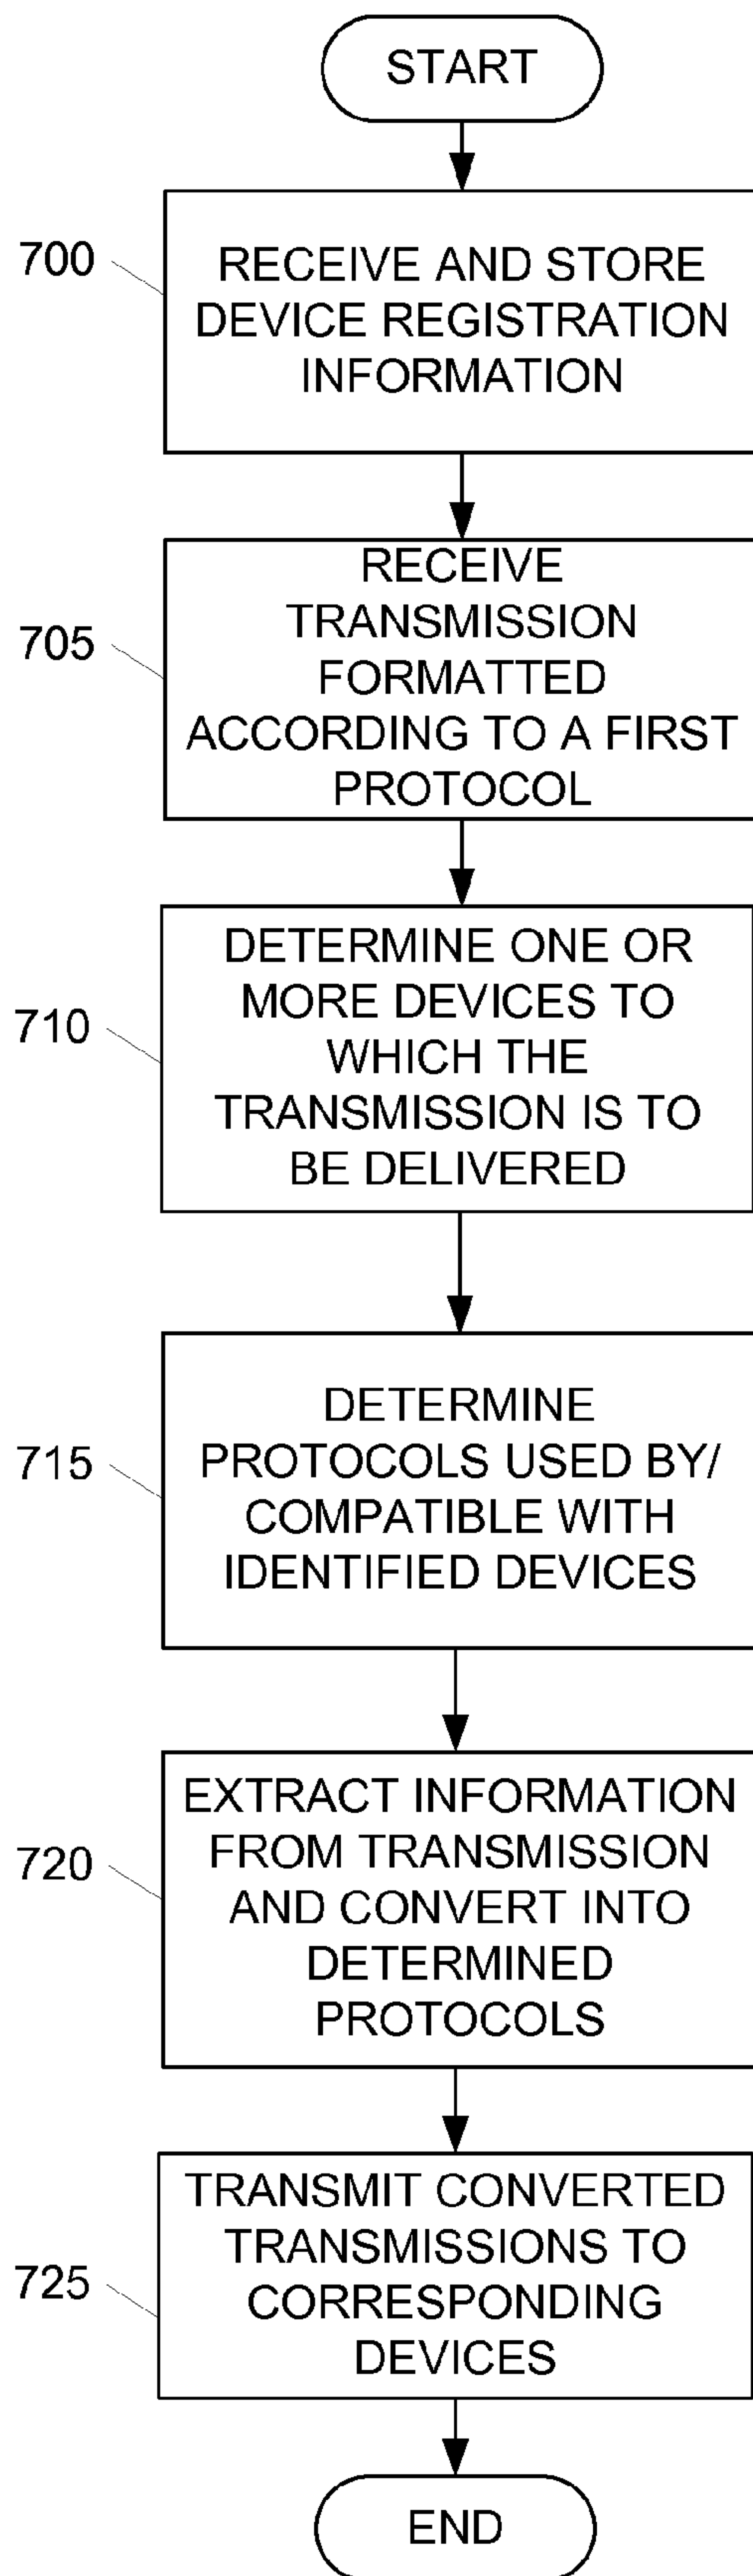 START
700
RECEIVE AND STORE
DEVICE REGISTRATION
INFORMATION
705
RECEIVE
TRANSMISSION
FORMATTED
ACCORDING TO A FIRST
PROTOCOL
710
DETERMINE ONE OR
MORE DEVICES TO
WHICH THE
TRANSMISSION IS TO
BE DELIVERED
715
DETERMINE
PROTOCOLS USED BY/
COMPATIBLE WITH
IDENTIFIED DEVICES
720
EXTRACT INFORMATION
FROM TRANSMISSION
AND CONVERT INTO
DETERMINED
PROTOCOLS
725
TRANSMIT CONVERTED
TRANSMISSIONS TO
CORRESPONDING
DEVICES
END